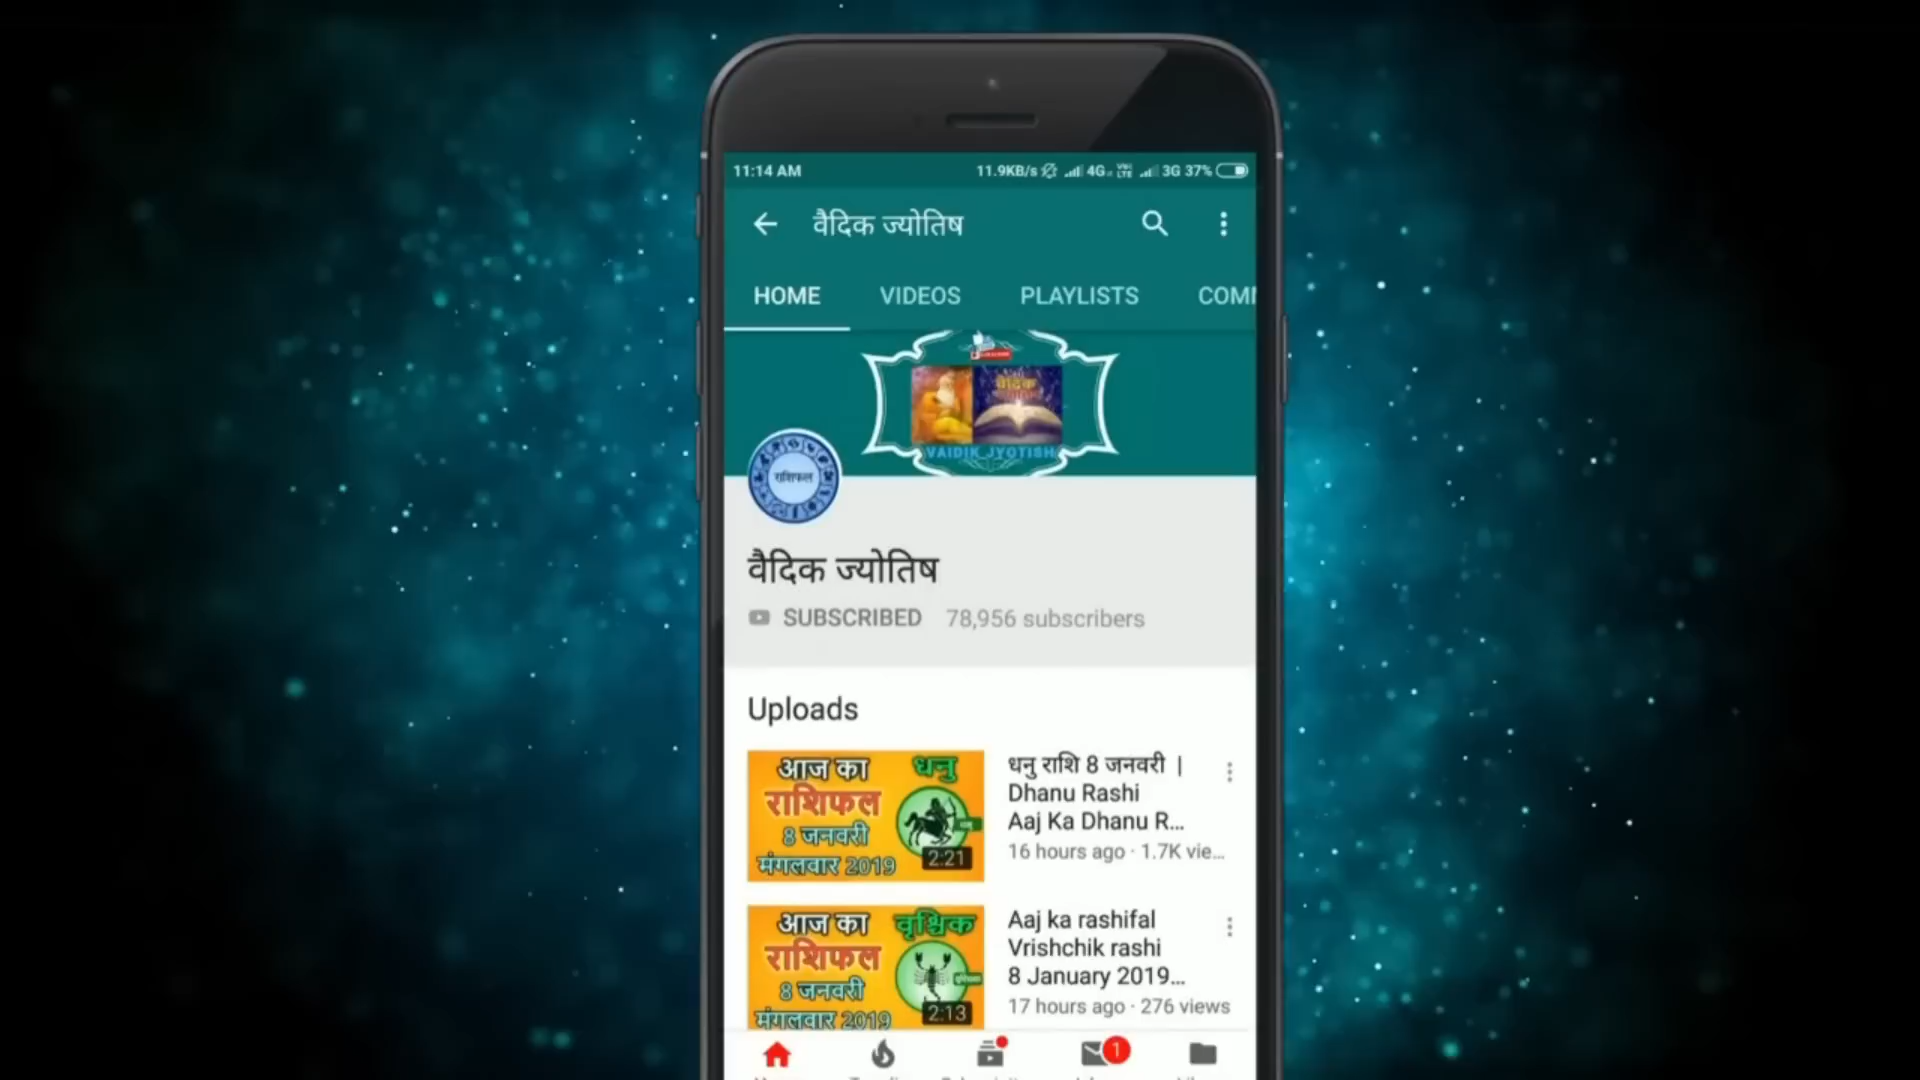 11:14 AM 11.9KB/s 4G 3G 37%
वैदिक ज्योतिष
HOME VIDEOS PLAYLISTS COMM
वैदिक
VAIDIK JYOTISH
राशिफल
वैदिक ज्योतिष
SUBSCRIBED 78,956 subscribers
Uploads
आज का धनु
राशिफल
8 जनवरी
मंगलवार 2019
2:21
धनु राशि 8 जनवरी |
Dhanu Rashi
Aaj Ka Dhanu R...
16 hours ago · 1.7K vie...
आज का वृश्चिक
राशिफल
8 जनवरी
मंगलवार 2019
2:13
Aaj ka rashifal
Vrishchik rashi
8 January 2019...
17 hours ago · 276 views
1